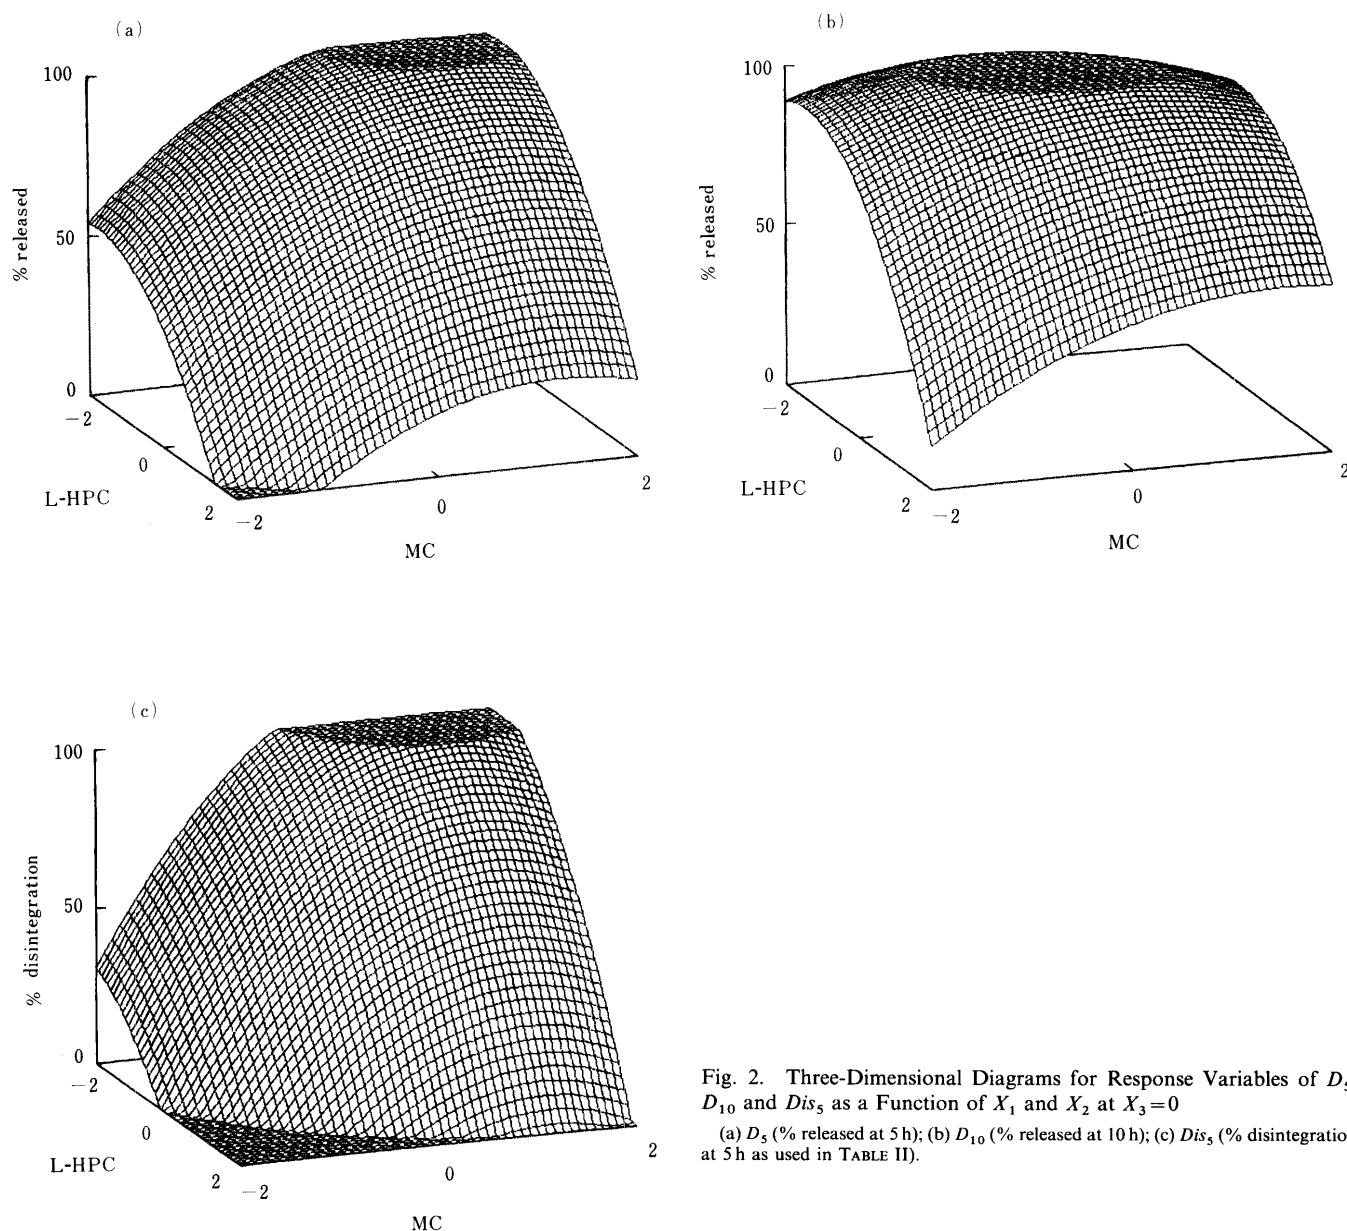 (a)
100
50
0
% released
−2
0
2
L-HPC
−2
0
2
MC
(b)
100
50
0
% released
−2
0
2
L-HPC
−2
0
2
MC
(c)
100
50
0
% disintegration
−2
0
2
L-HPC
−2
0
2
MC
Fig. 2. Three-Dimensional Diagrams for Response Variables of D5
D10 and Dis5 as a Function of X1 and X2 at X3=0
(a) D5 (% released at 5 h); (b) D10 (% released at 10 h); (c) Dis5 (% disintegration
at 5 h as used in TABLE II).